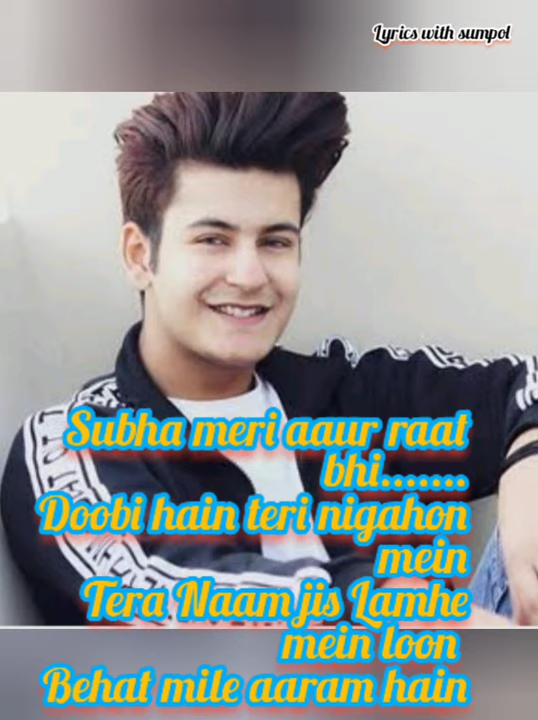 Lyrics with sumpol
Subha meri aaur raat
bhi.......
Doobi hain teri nigahon
mein
Tera Naam jis Lamhe
mein loon
Behat mile aaram hain